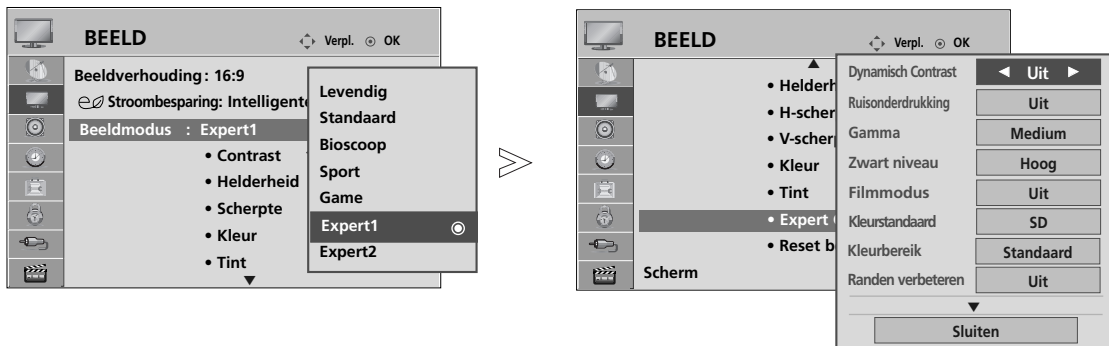 BEELD
Verpl. OK
Beeldverhouding : 16:9
Stroombesparing: Intelligent
Beeldmodus : Expert1
• Contrast
• Helderheid
• Scherpte
• Kleur
• Tint
Levendig
Standaard
Bioscoop
Sport
Game
Expert1
Expert2
BEELD
Verpl. OK
• Helderh
• H-scher
• V-scher
• Kleur
• Tint
• Expert
• Reset b
Scherm
Dynamisch Contrast ◄ Uit ►
Ruisonderdrukking Uit
Gamma Medium
Zwart niveau Hoog
Filmmodus Uit
Kleurstandaard SD
Kleurbereik Standaard
Randen verbeteren Uit
Sluiten